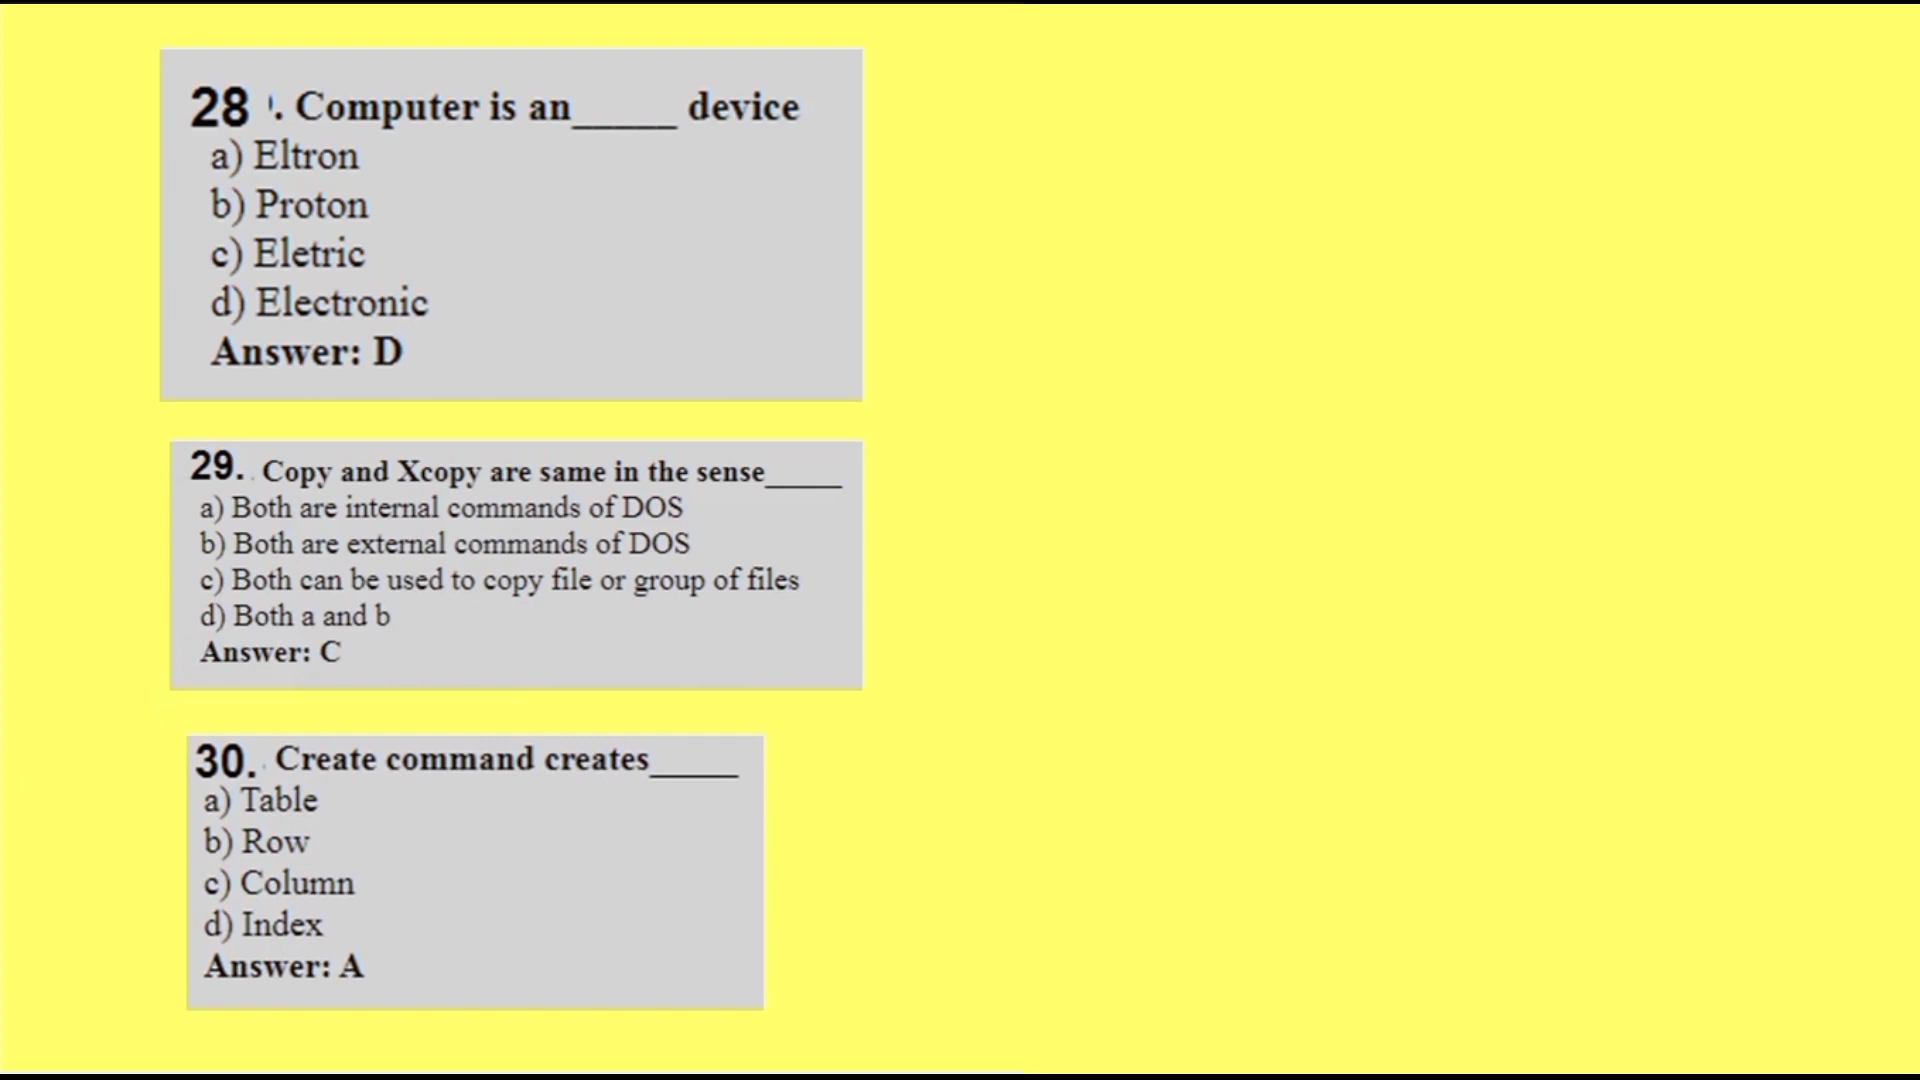 28 . Computer is an_____ device
a) Eltron
b) Proton
c) Eletric
d) Electronic
Answer: D
29. Copy and Xcopy are same in the sense_____
a) Both are internal commands of DOS
b) Both are external commands of DOS
c) Both can be used to copy file or group of files
d) Both a and b
Answer: C
30. Create command creates_____
a) Table
b) Row
c) Column
d) Index
Answer: A